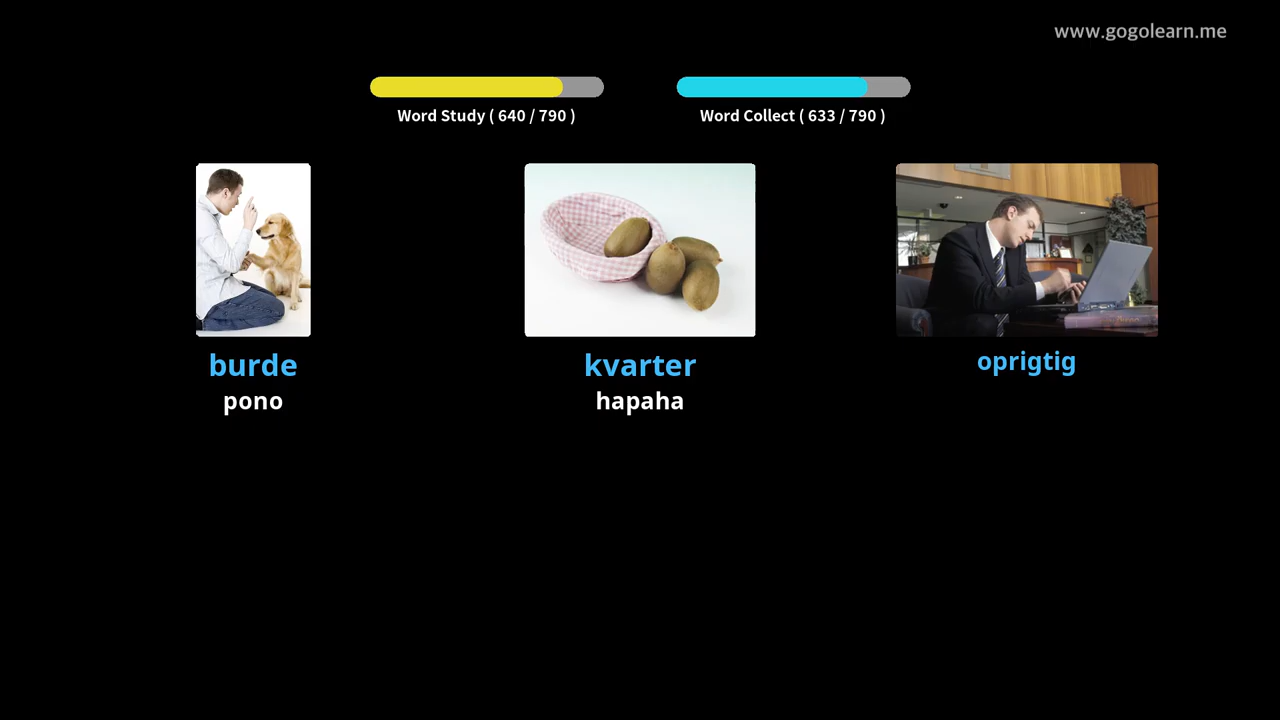 www.gogolearn.me
Word Study ( 640 / 790 )
Word Collect ( 633 / 790 )
burde
pono
kvarter
hapaha
oprigtig